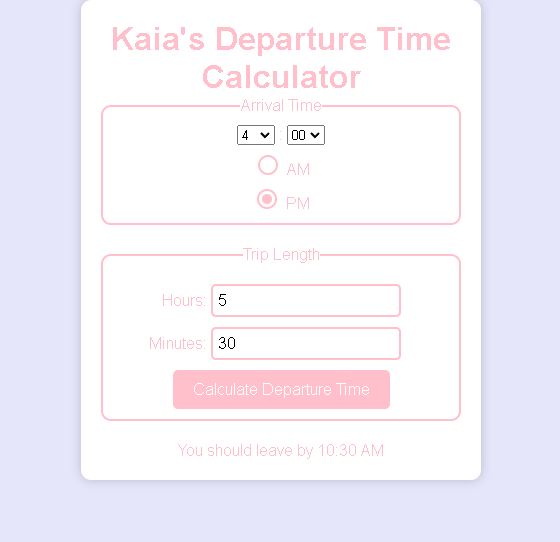 Kaia's Departure Time
Calculator
Arrival Time
4 : 00
AM
PM
Trip Length
Hours: 5
Minutes: 30
Calculate Departure Time
You should leave by 10:30 AM